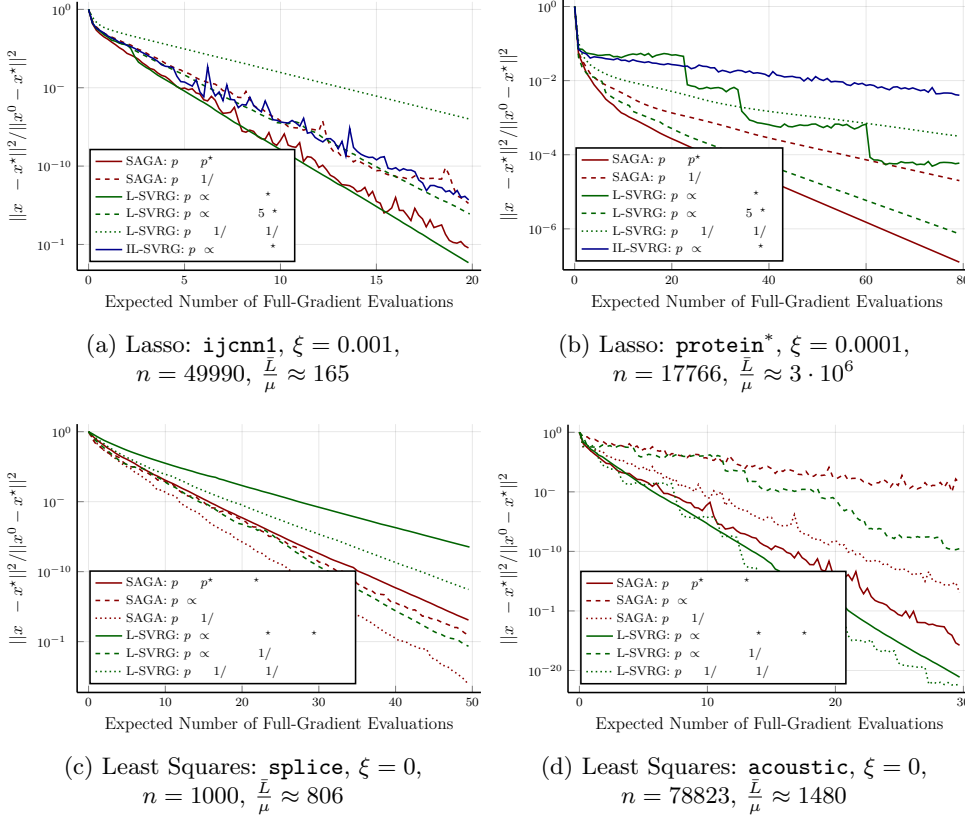 ||x − x⋆||²/||x⁰ − x⋆||²
10⁰
10⁻
10⁻¹⁰
10⁻¹
SAGA: p p⋆
SAGA: p 1/
L-SVRG: p ∝ ⋆
L-SVRG: p ∝ 5 ⋆
L-SVRG: p 1/ 1/
IL-SVRG: p ∝ ⋆
0 5 10 15 20
Expected Number of Full-Gradient Evaluations
(a) Lasso: ijcnn1, ξ = 0.001,
n = 49990, L̄/μ ≈ 165
||x − x⋆||²/||x⁰ − x⋆||²
10⁰
10⁻²
10⁻⁴
10⁻⁶
SAGA: p p⋆
SAGA: p 1/
L-SVRG: p ∝ ⋆
L-SVRG: p ∝ 5 ⋆
L-SVRG: p 1/ 1/
IL-SVRG: p ∝ ⋆
0 20 40 60 80
Expected Number of Full-Gradient Evaluations
(b) Lasso: protein*, ξ = 0.0001,
n = 17766, L̄/μ ≈ 3 · 10⁶
||x − x⋆||²/||x⁰ − x⋆||²
10⁰
10⁻
10⁻¹⁰
10⁻¹
SAGA: p p⋆ ⋆
SAGA: p ∝
SAGA: p 1/
L-SVRG: p ∝ ⋆ ⋆
L-SVRG: p ∝ 1/
L-SVRG: p 1/ 1/
0 10 20 30 40 50
Expected Number of Full-Gradient Evaluations
(c) Least Squares: splice, ξ = 0,
n = 1000, L̄/μ ≈ 806
||x − x⋆||²/||x⁰ − x⋆||²
10⁰
10⁻
10⁻¹⁰
10⁻¹
10⁻²⁰
SAGA: p p⋆ ⋆
SAGA: p ∝
SAGA: p 1/
L-SVRG: p ∝ ⋆ ⋆
L-SVRG: p ∝ 1/
L-SVRG: p 1/ 1/
0 10 20 30
Expected Number of Full-Gradient Evaluations
(d) Least Squares: acoustic, ξ = 0,
n = 78823, L̄/μ ≈ 1480